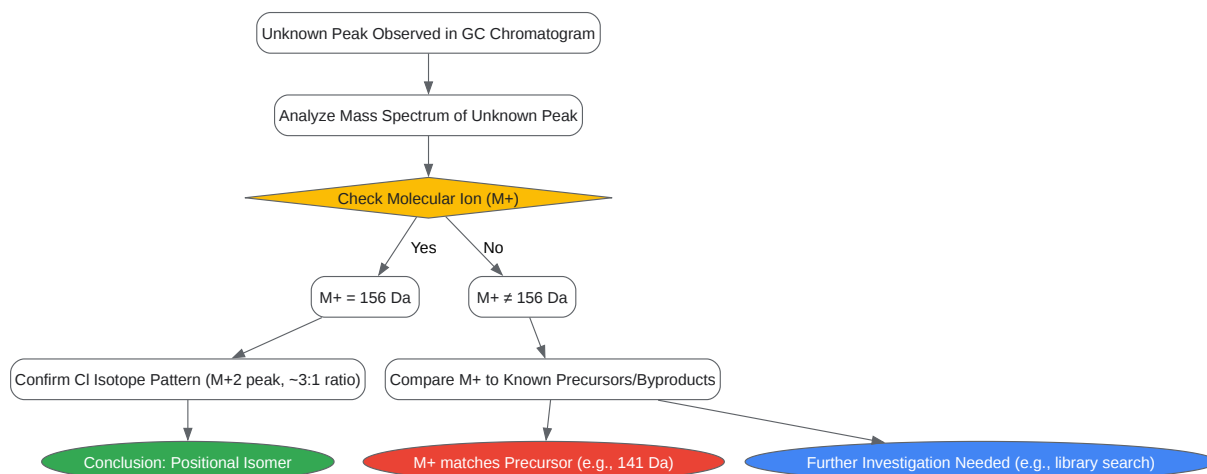 Unknown Peak Observed in GC Chromatogram
Analyze Mass Spectrum of Unknown Peak
Check Molecular Ion (M+)
Yes
No
M+ = 156 Da
M+ ≠ 156 Da
Confirm Cl Isotope Pattern (M+2 peak, ~3:1 ratio)
Compare M+ to Known Precursors/Byproducts
Conclusion: Positional Isomer
M+ matches Precursor (e.g., 141 Da)
Further Investigation Needed (e.g., library search)